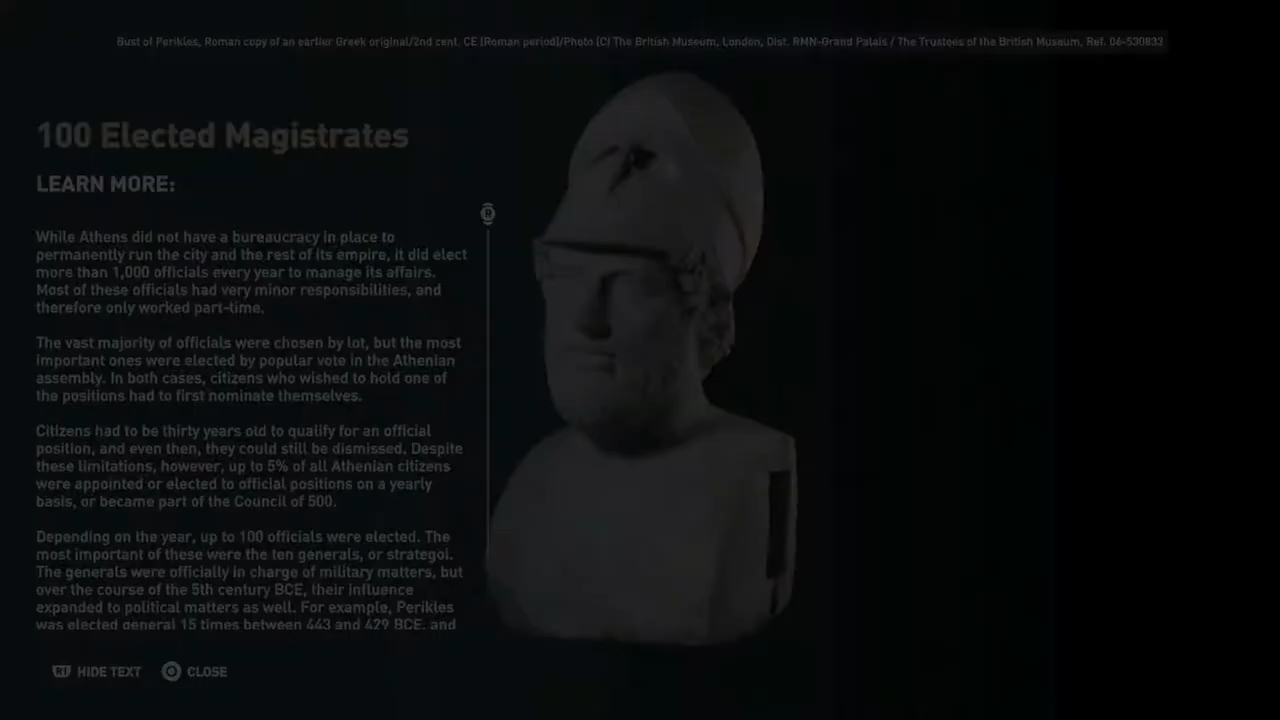 Bust of Perikles, Roman copy of an earlier Greek original/2nd cent. CE (Roman period)/Photo (C) The British Museum, London, Dist. RMN-Grand Palais / The Trustees of the British Museum, Ref. 06-530833
100 Elected Magistrates
LEARN MORE:
R
While Athens did not have a bureaucracy in place to
permanently run the city and the rest of its empire, it did elect
more than 1,000 officials every year to manage its affairs.
Most of these officials had very minor responsibilities, and
therefore only worked part-time.
The vast majority of officials were chosen by lot, but the most
important ones were elected by popular vote in the Athenian
assembly. In both cases, citizens who wished to hold one of
the positions had to first nominate themselves.
Citizens had to be thirty years old to qualify for an official
position, and even then, they could still be dismissed. Despite
these limitations, however, up to 5% of all Athenian citizens
were appointed or elected to official positions on a yearly
basis, or became part of the Council of 500.
Depending on the year, up to 100 officials were elected. The
most important of these were the ten generals, or strategoi.
The generals were officially in charge of military matters, but
over the course of the 5th century BCE, their influence
expanded to political matters as well. For example, Perikles
was elected general 15 times between 443 and 429 BCE, and
RT HIDE TEXT CLOSE